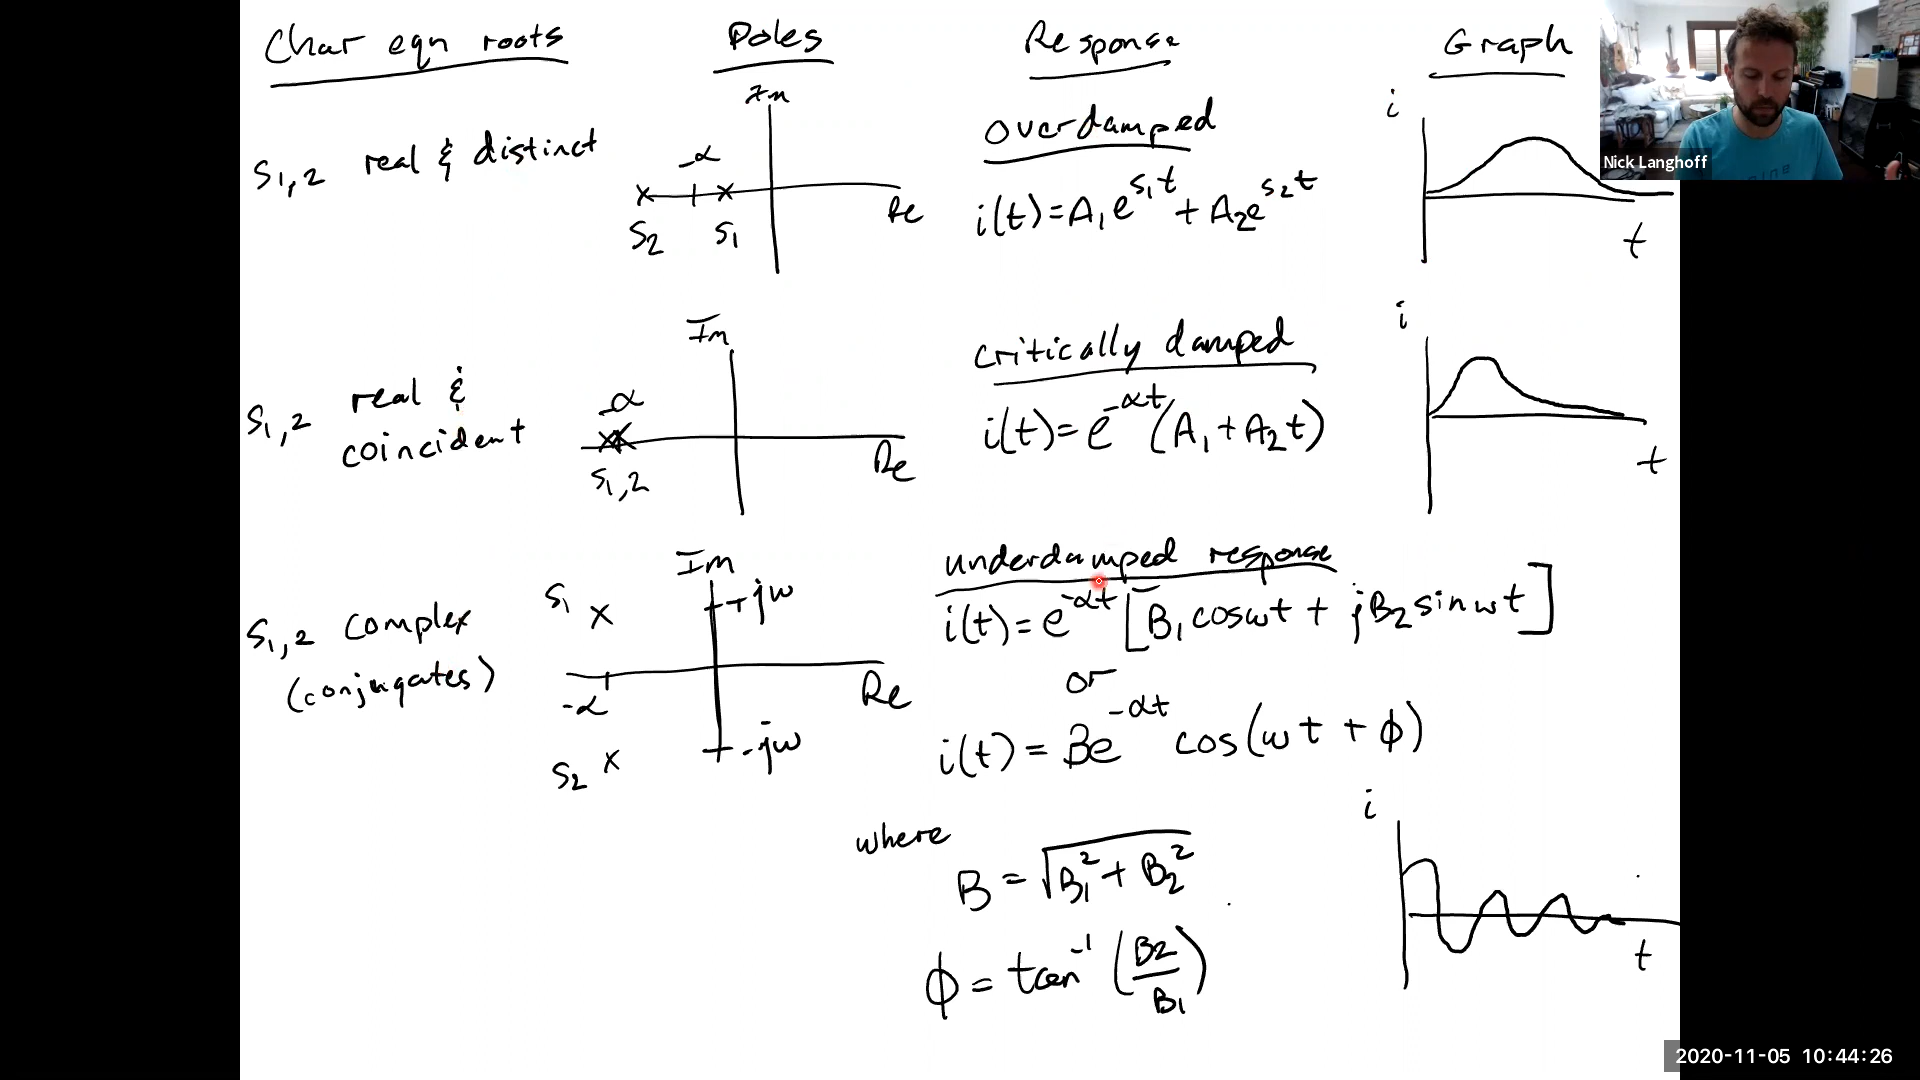 Char eqn roots
Poles
Response
Graph
S1,2 real & distinct
Im
-α
S2
S1
Re
overdamped
i(t)=A1e^s1t + A2e^s2t
i
t
S1,2 real &
coincident
Im
-α
S1,2
Re
critically damped
i(t)=e^-αt(A1+A2t)
i
t
S1,2 complex
(conjugates)
Im
S1
+jω
-α
Re
S2
-jω
underdamped response
i(t)=e^-αt[B1cosωt + jB2sinωt]
or
i(t)=Be^-αt cos(ωt+ϕ)
where
B=√B1²+B2²
ϕ=tan^-1(B2/B1)
i
t
Nick Langhoff
2020-11-05 10:44:26